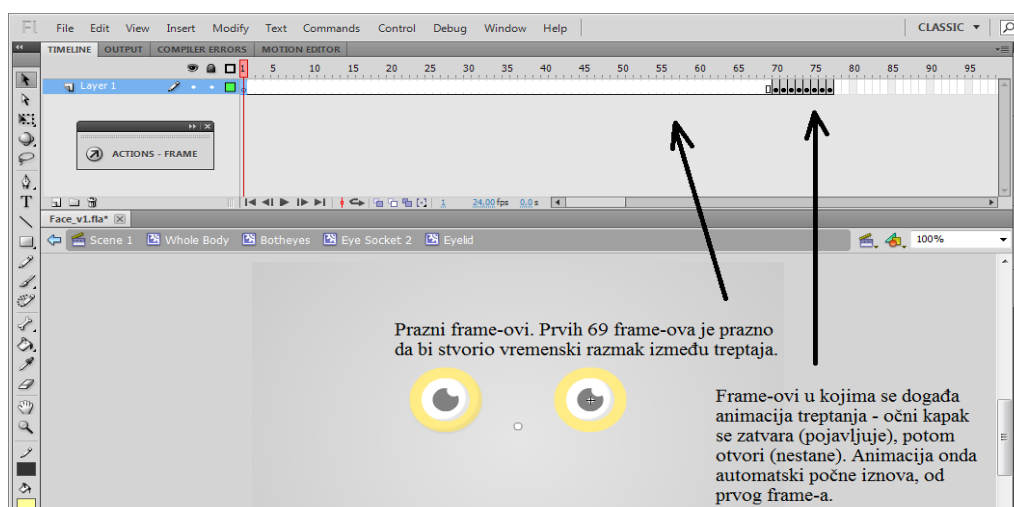 Fl File Edit View Insert Modify Text Commands Control Debug Window Help CLASSIC
TIMELINE OUTPUT COMPILER ERRORS MOTION EDITOR
1 5 10 15 20 25 30 35 40 45 50 55 60 65 70 75 80 85 90 95
Layer 1
ACTIONS - FRAME
1 24.00 fps 0.0 s
Face_v1.fla*
Scene 1 Whole Body Botheyes Eye Socket 2 Eyelid 100%
T
Prazni frame-ovi. Prvih 69 frame-ova je prazno
da bi stvorio vremenski razmak između treptaja.
Frame-ovi u kojima se događa
animacija treptanja - očni kapak
se zatvara (pojavljuje), potom
otvori (nestane). Animacija onda
automatski počne iznova, od
prvog frame-a.